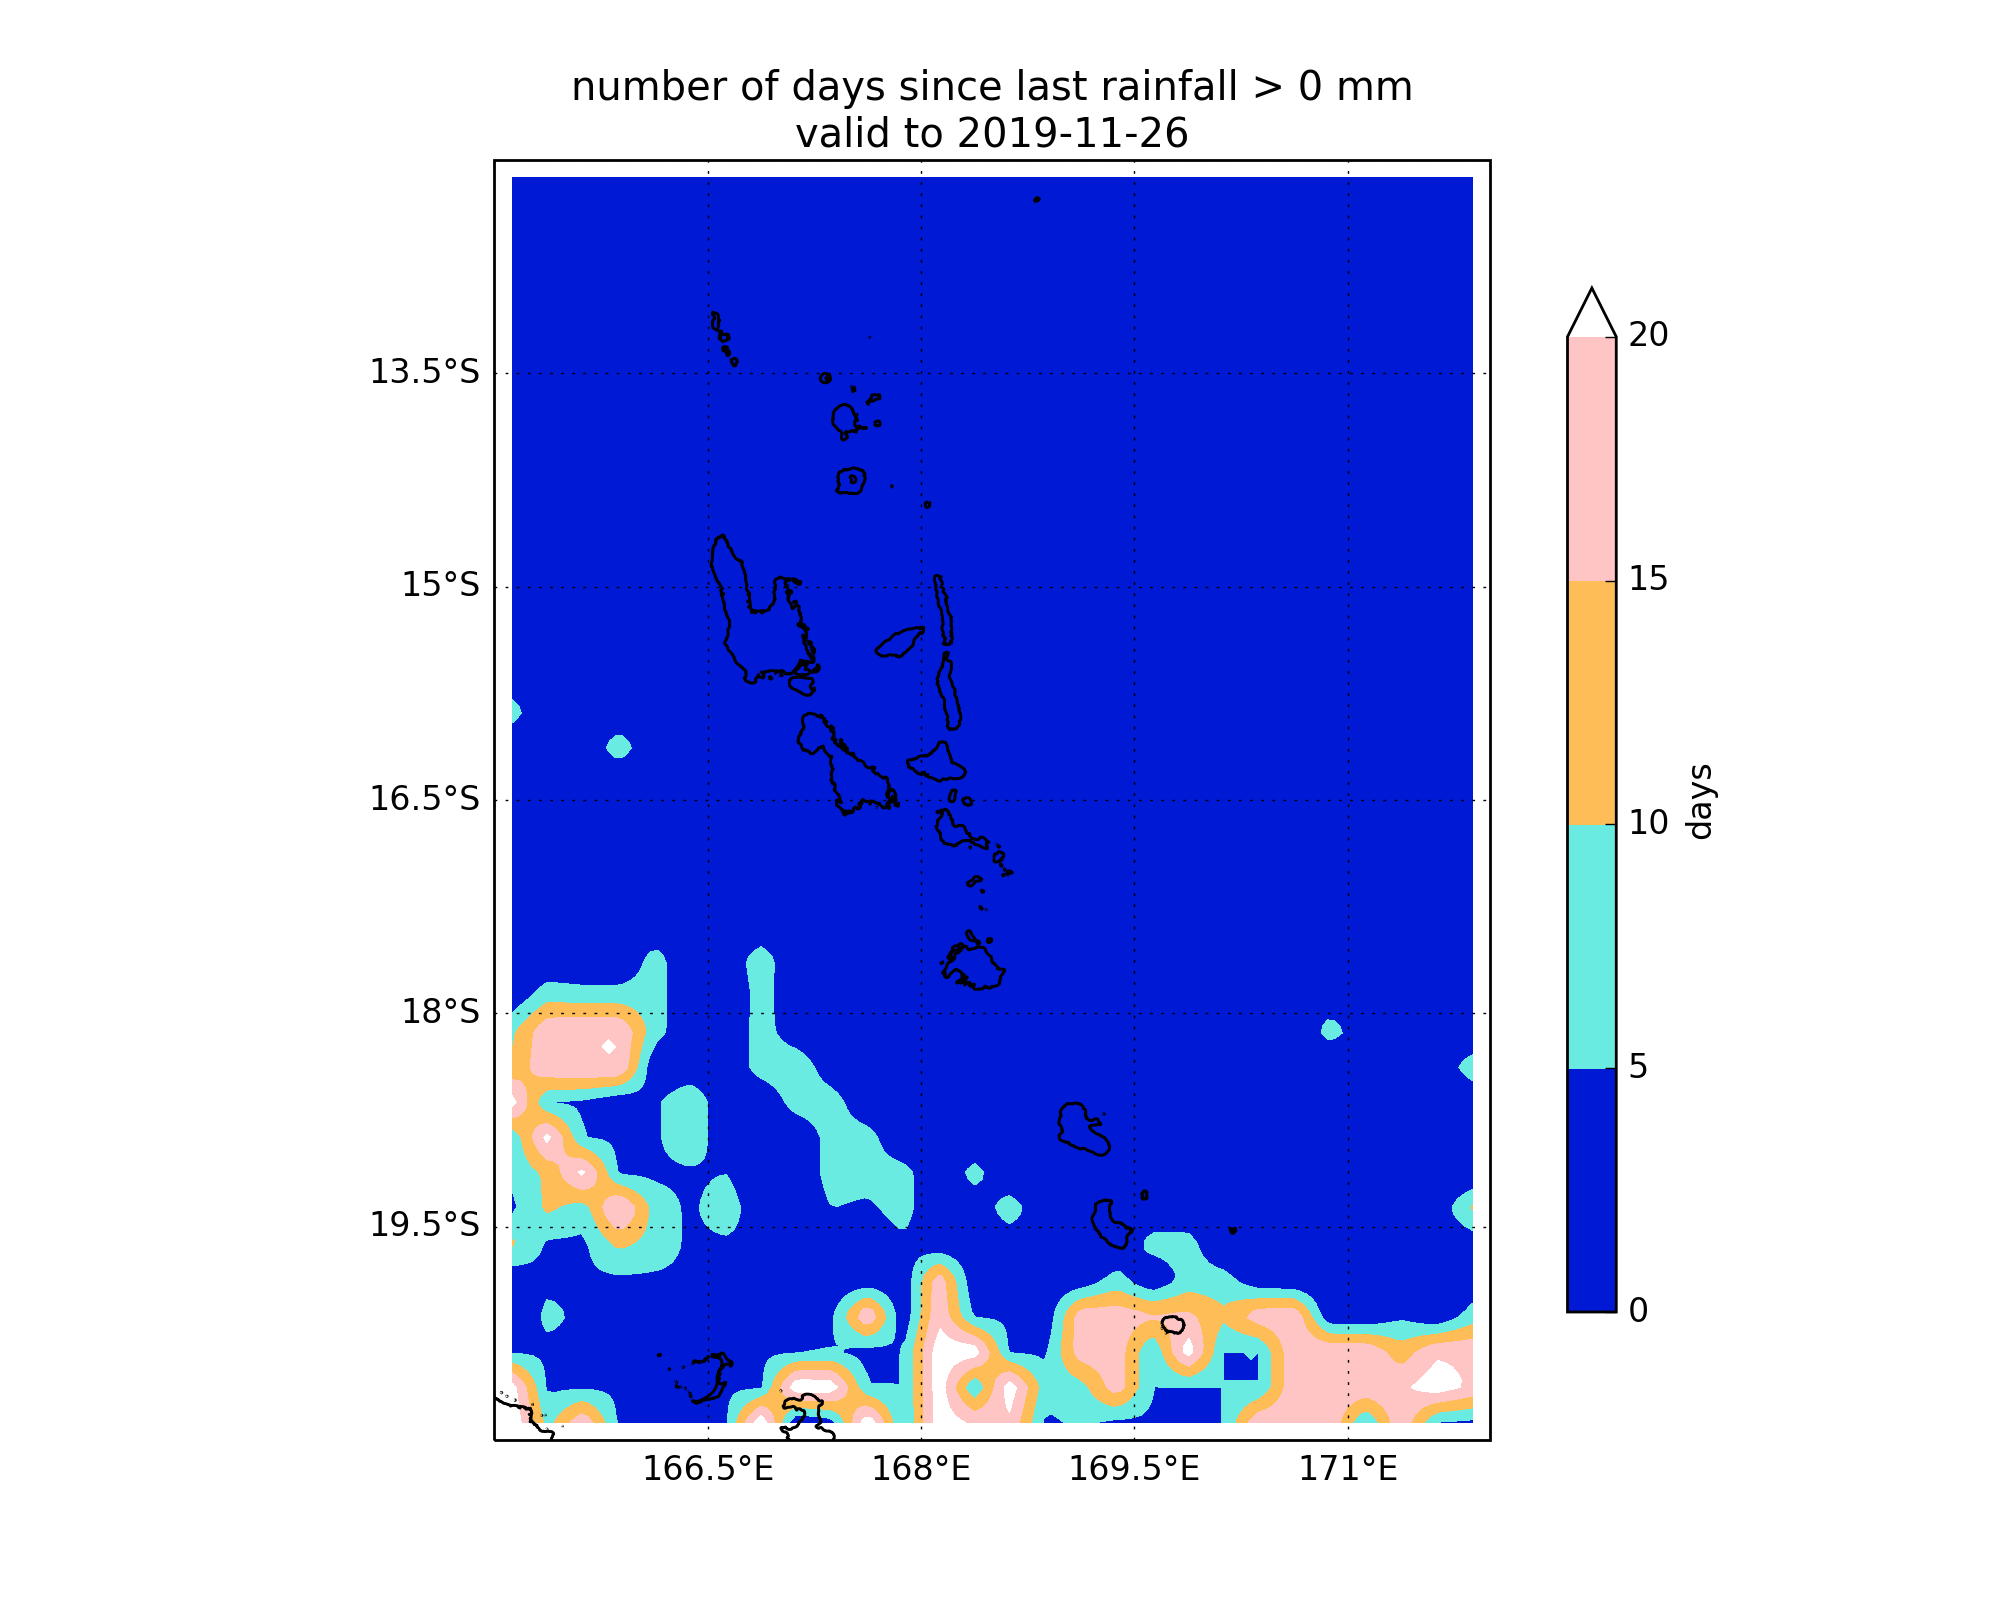 number of days since last rainfall > 0 mm
valid to 2019-11-26
13.5°S
15°S
16.5°S
18°S
19.5°S
166.5°E
168°E
169.5°E
171°E
20
15
10
5
0
days